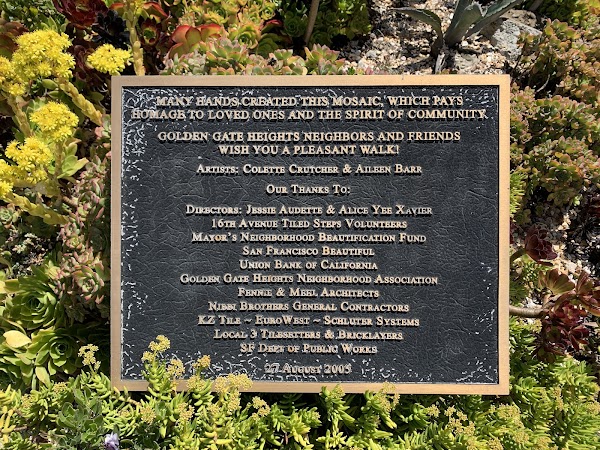 MANY HANDS CREATED THIS MOSAIC, WHICH PAYS
HOMAGE TO LOVED ONES AND THE SPIRIT OF COMMUNITY.
GOLDEN GATE HEIGHTS NEIGHBORS AND FRIENDS
WISH YOU A PLEASANT WALK!
ARTISTS: COLETTE CRUTCHER & AILEEN BARR
OUR THANKS TO:
DIRECTORS: JESSIE AUDETTE & ALICE YEE XAVIER
16TH AVENUE TILED STEPS VOLUNTEERS
MAYOR'S NEIGHBORHOOD BEAUTIFICATION FUND
SAN FRANCISCO BEAUTIFUL
UNION BANK OF CALIFORNIA
GOLDEN GATE HEIGHTS NEIGHBORHOOD ASSOCIATION
FENNIE & MEHL ARCHITECTS
NIBBI BROTHERS GENERAL CONTRACTORS
KZ TILE ~ EUROWEST ~ SCHLUTER SYSTEMS
LOCAL 3 TILESETTERS & BRICKLAYERS
SF DEPT OF PUBLIC WORKS
27 AUGUST 2005